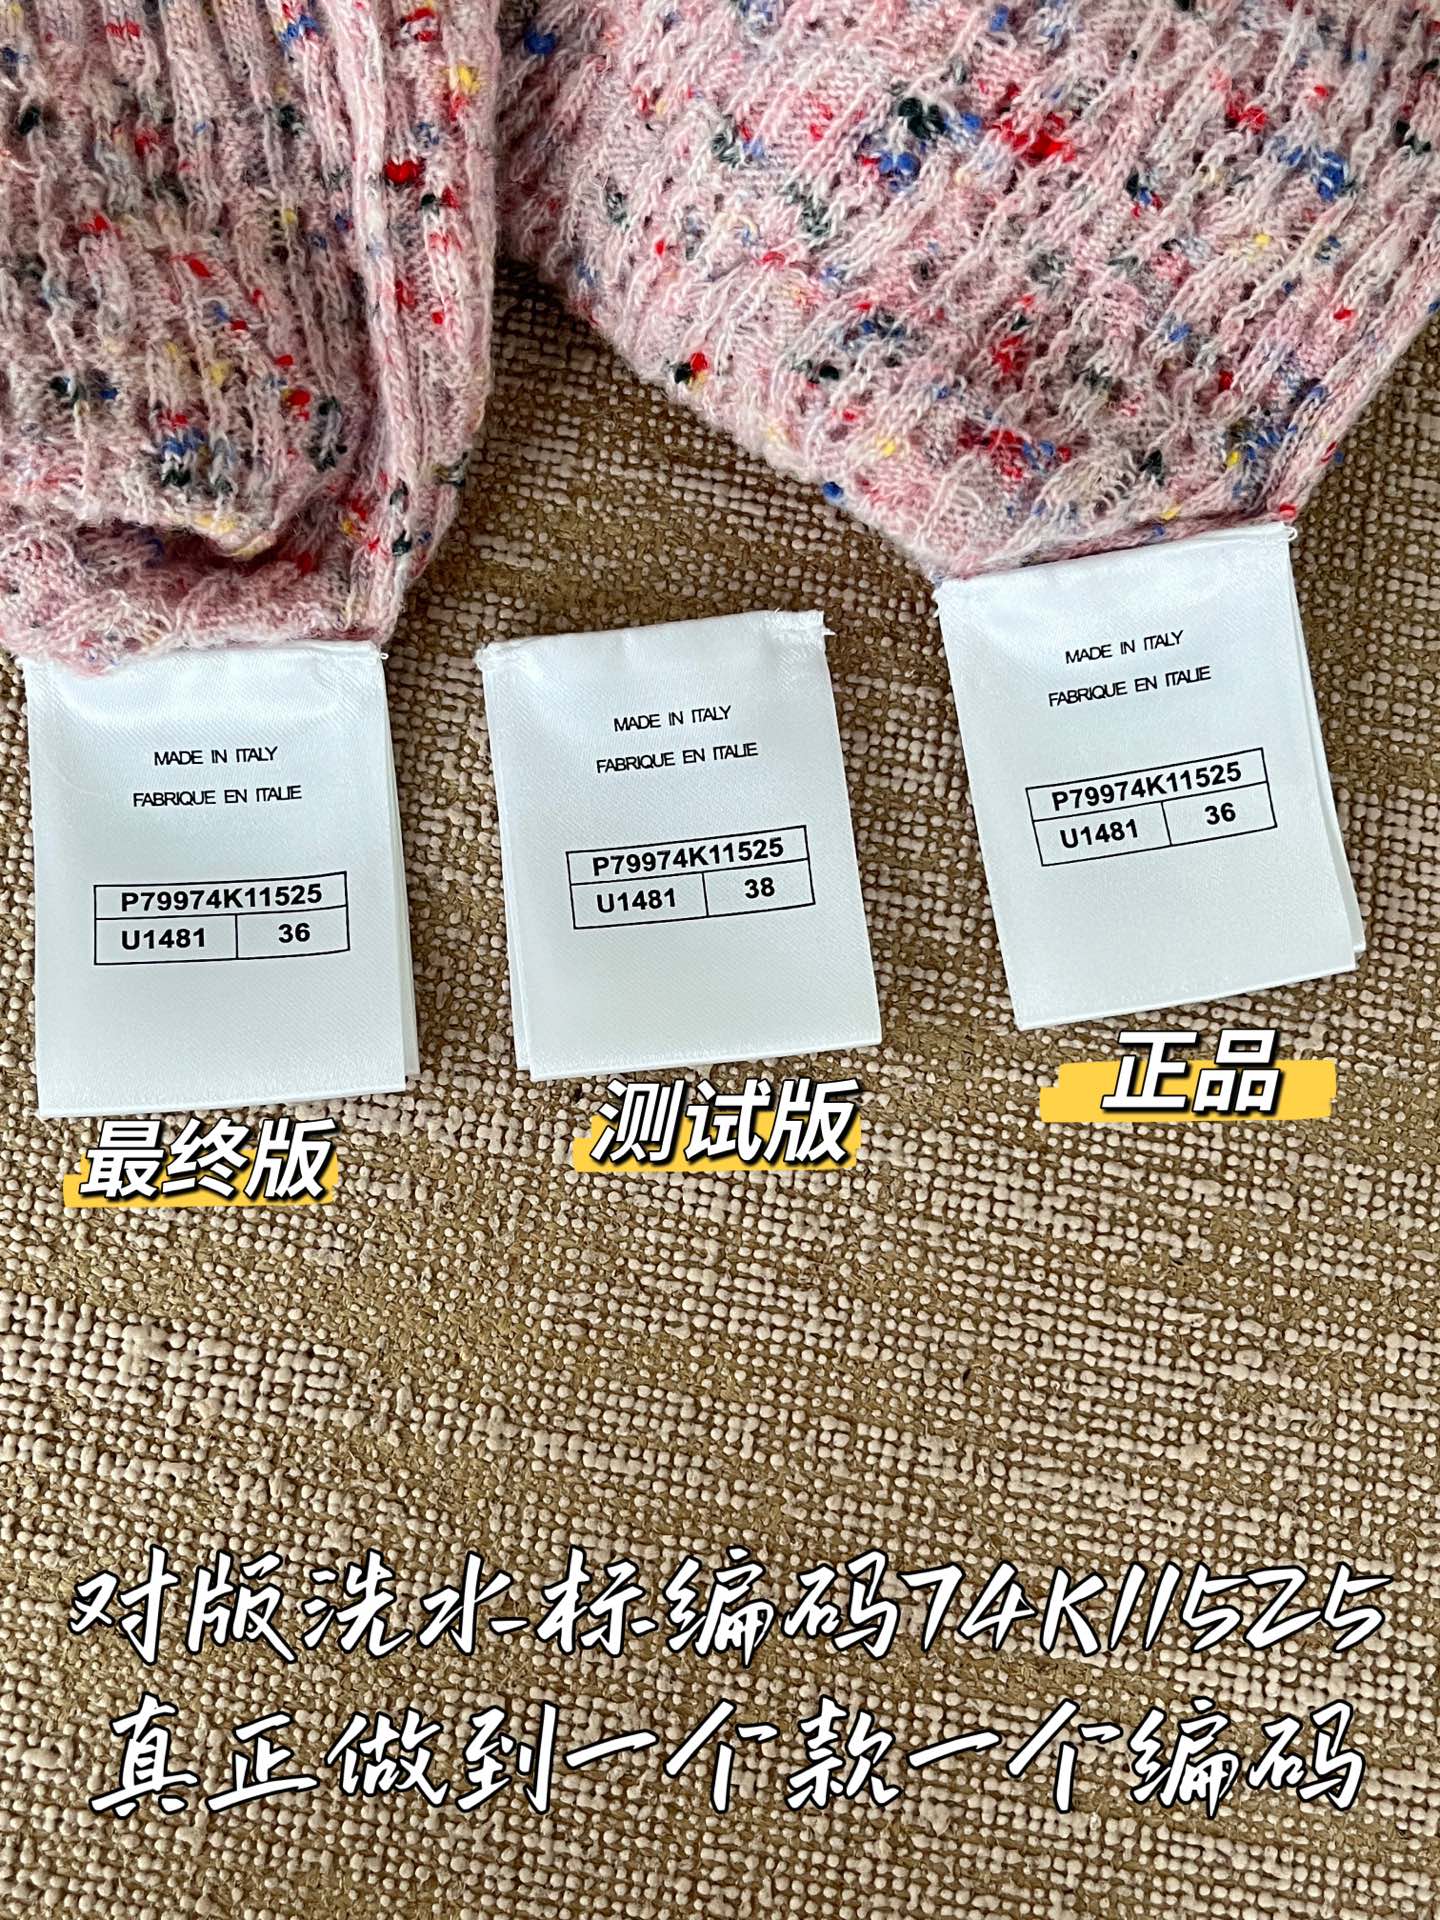 MADE IN ITALY
FABRIQUE EN ITALIE
P79974K11525
U1481 36
最终版
MADE IN ITALY
FABRIQUE EN ITALIE
P79974K11525
U1481 38
测试版
MADE IN ITALY
FABRIQUE EN ITALIE
P79974K11525
U1481 36
正品
对版洗水标编码74K11525
真正做到一个款一个编码